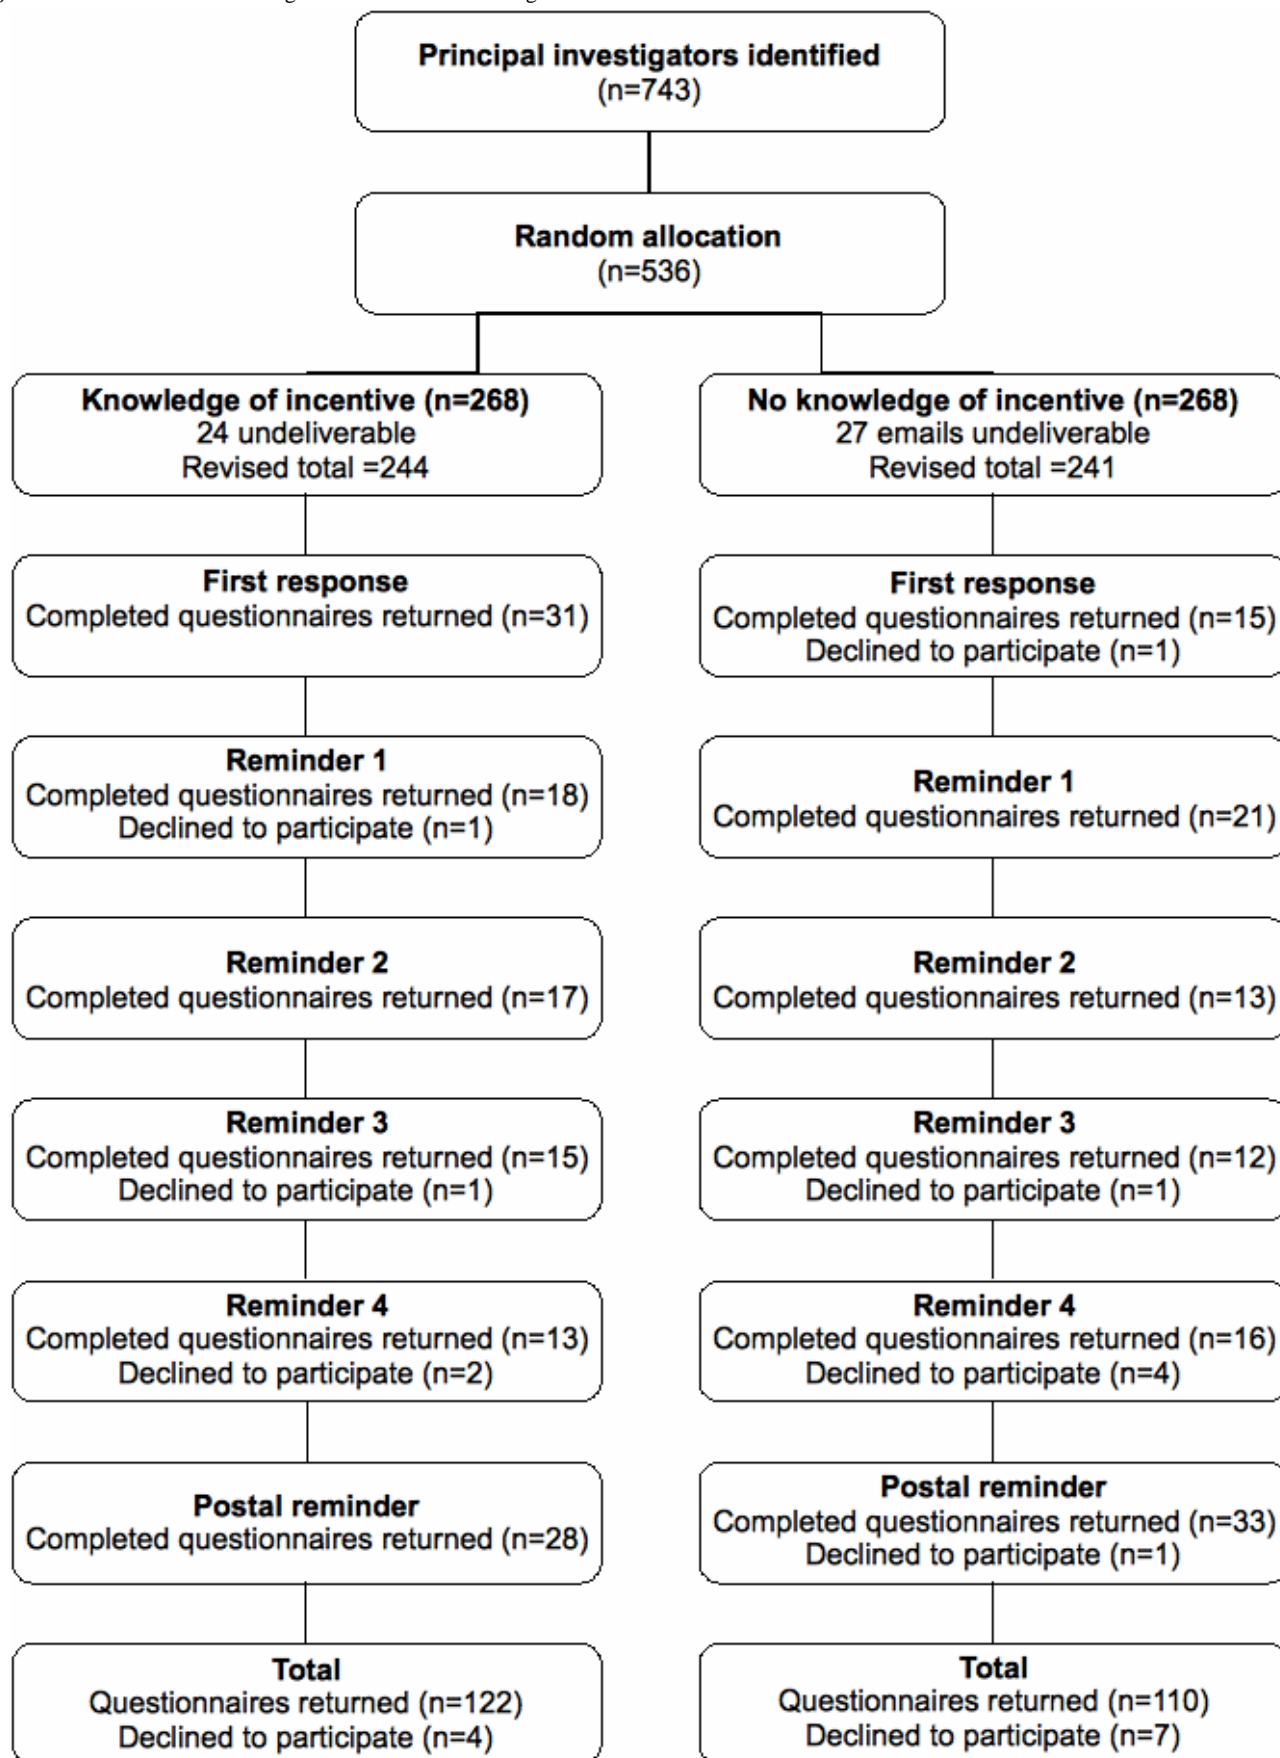 Principal investigators identified
(n=743)
Random allocation
(n=536)
Knowledge of incentive (n=268)
24 undeliverable
Revised total =244
No knowledge of incentive (n=268)
27 emails undeliverable
Revised total =241
First response
Completed questionnaires returned (n=31)
First response
Completed questionnaires returned (n=15)
Declined to participate (n=1)
Reminder 1
Completed questionnaires returned (n=18)
Declined to participate (n=1)
Reminder 1
Completed questionnaires returned (n=21)
Reminder 2
Completed questionnaires returned (n=17)
Reminder 2
Completed questionnaires returned (n=13)
Reminder 3
Completed questionnaires returned (n=15)
Declined to participate (n=1)
Reminder 3
Completed questionnaires returned (n=12)
Declined to participate (n=1)
Reminder 4
Completed questionnaires returned (n=13)
Declined to participate (n=2)
Reminder 4
Completed questionnaires returned (n=16)
Declined to participate (n=4)
Postal reminder
Completed questionnaires returned (n=28)
Postal reminder
Completed questionnaires returned (n=33)
Declined to participate (n=1)
Total
Questionnaires returned (n=122)
Declined to participate (n=4)
Total
Questionnaires returned (n=110)
Declined to participate (n=7)